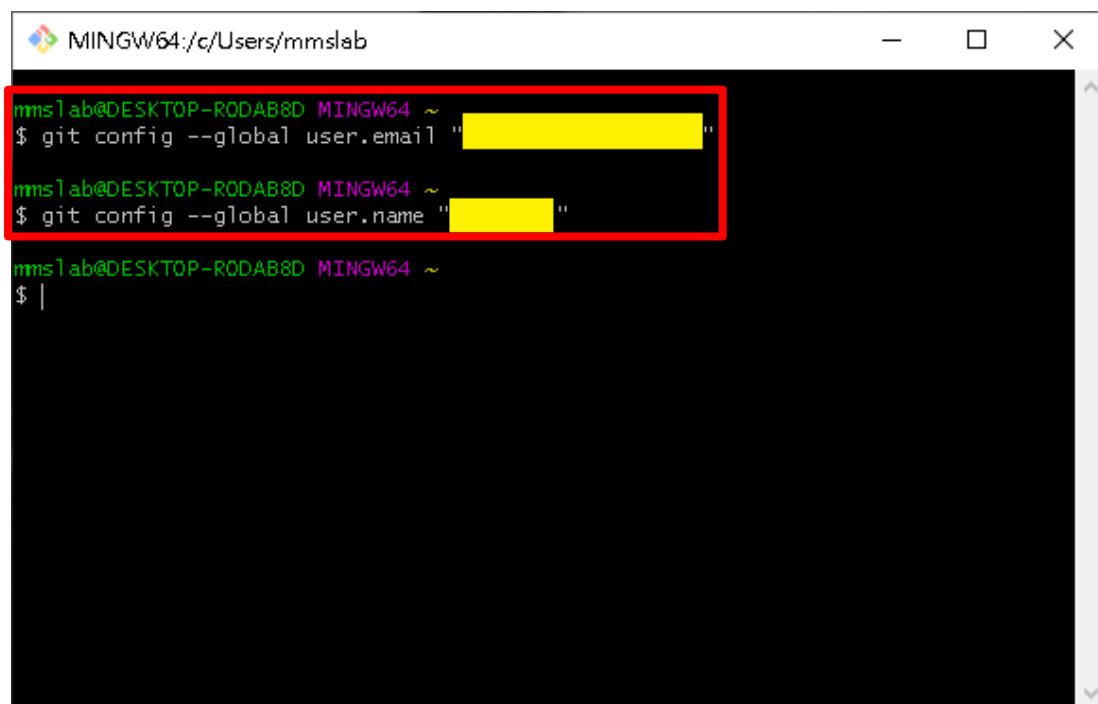 MINGW64:/c/Users/mmslab
mmslab@DESKTOP-RODAB8D MINGW64 ~
$ git config --global user.email " "
mmslab@DESKTOP-RODAB8D MINGW64 ~
$ git config --global user.name " "
mmslab@DESKTOP-RODAB8D MINGW64 ~
$